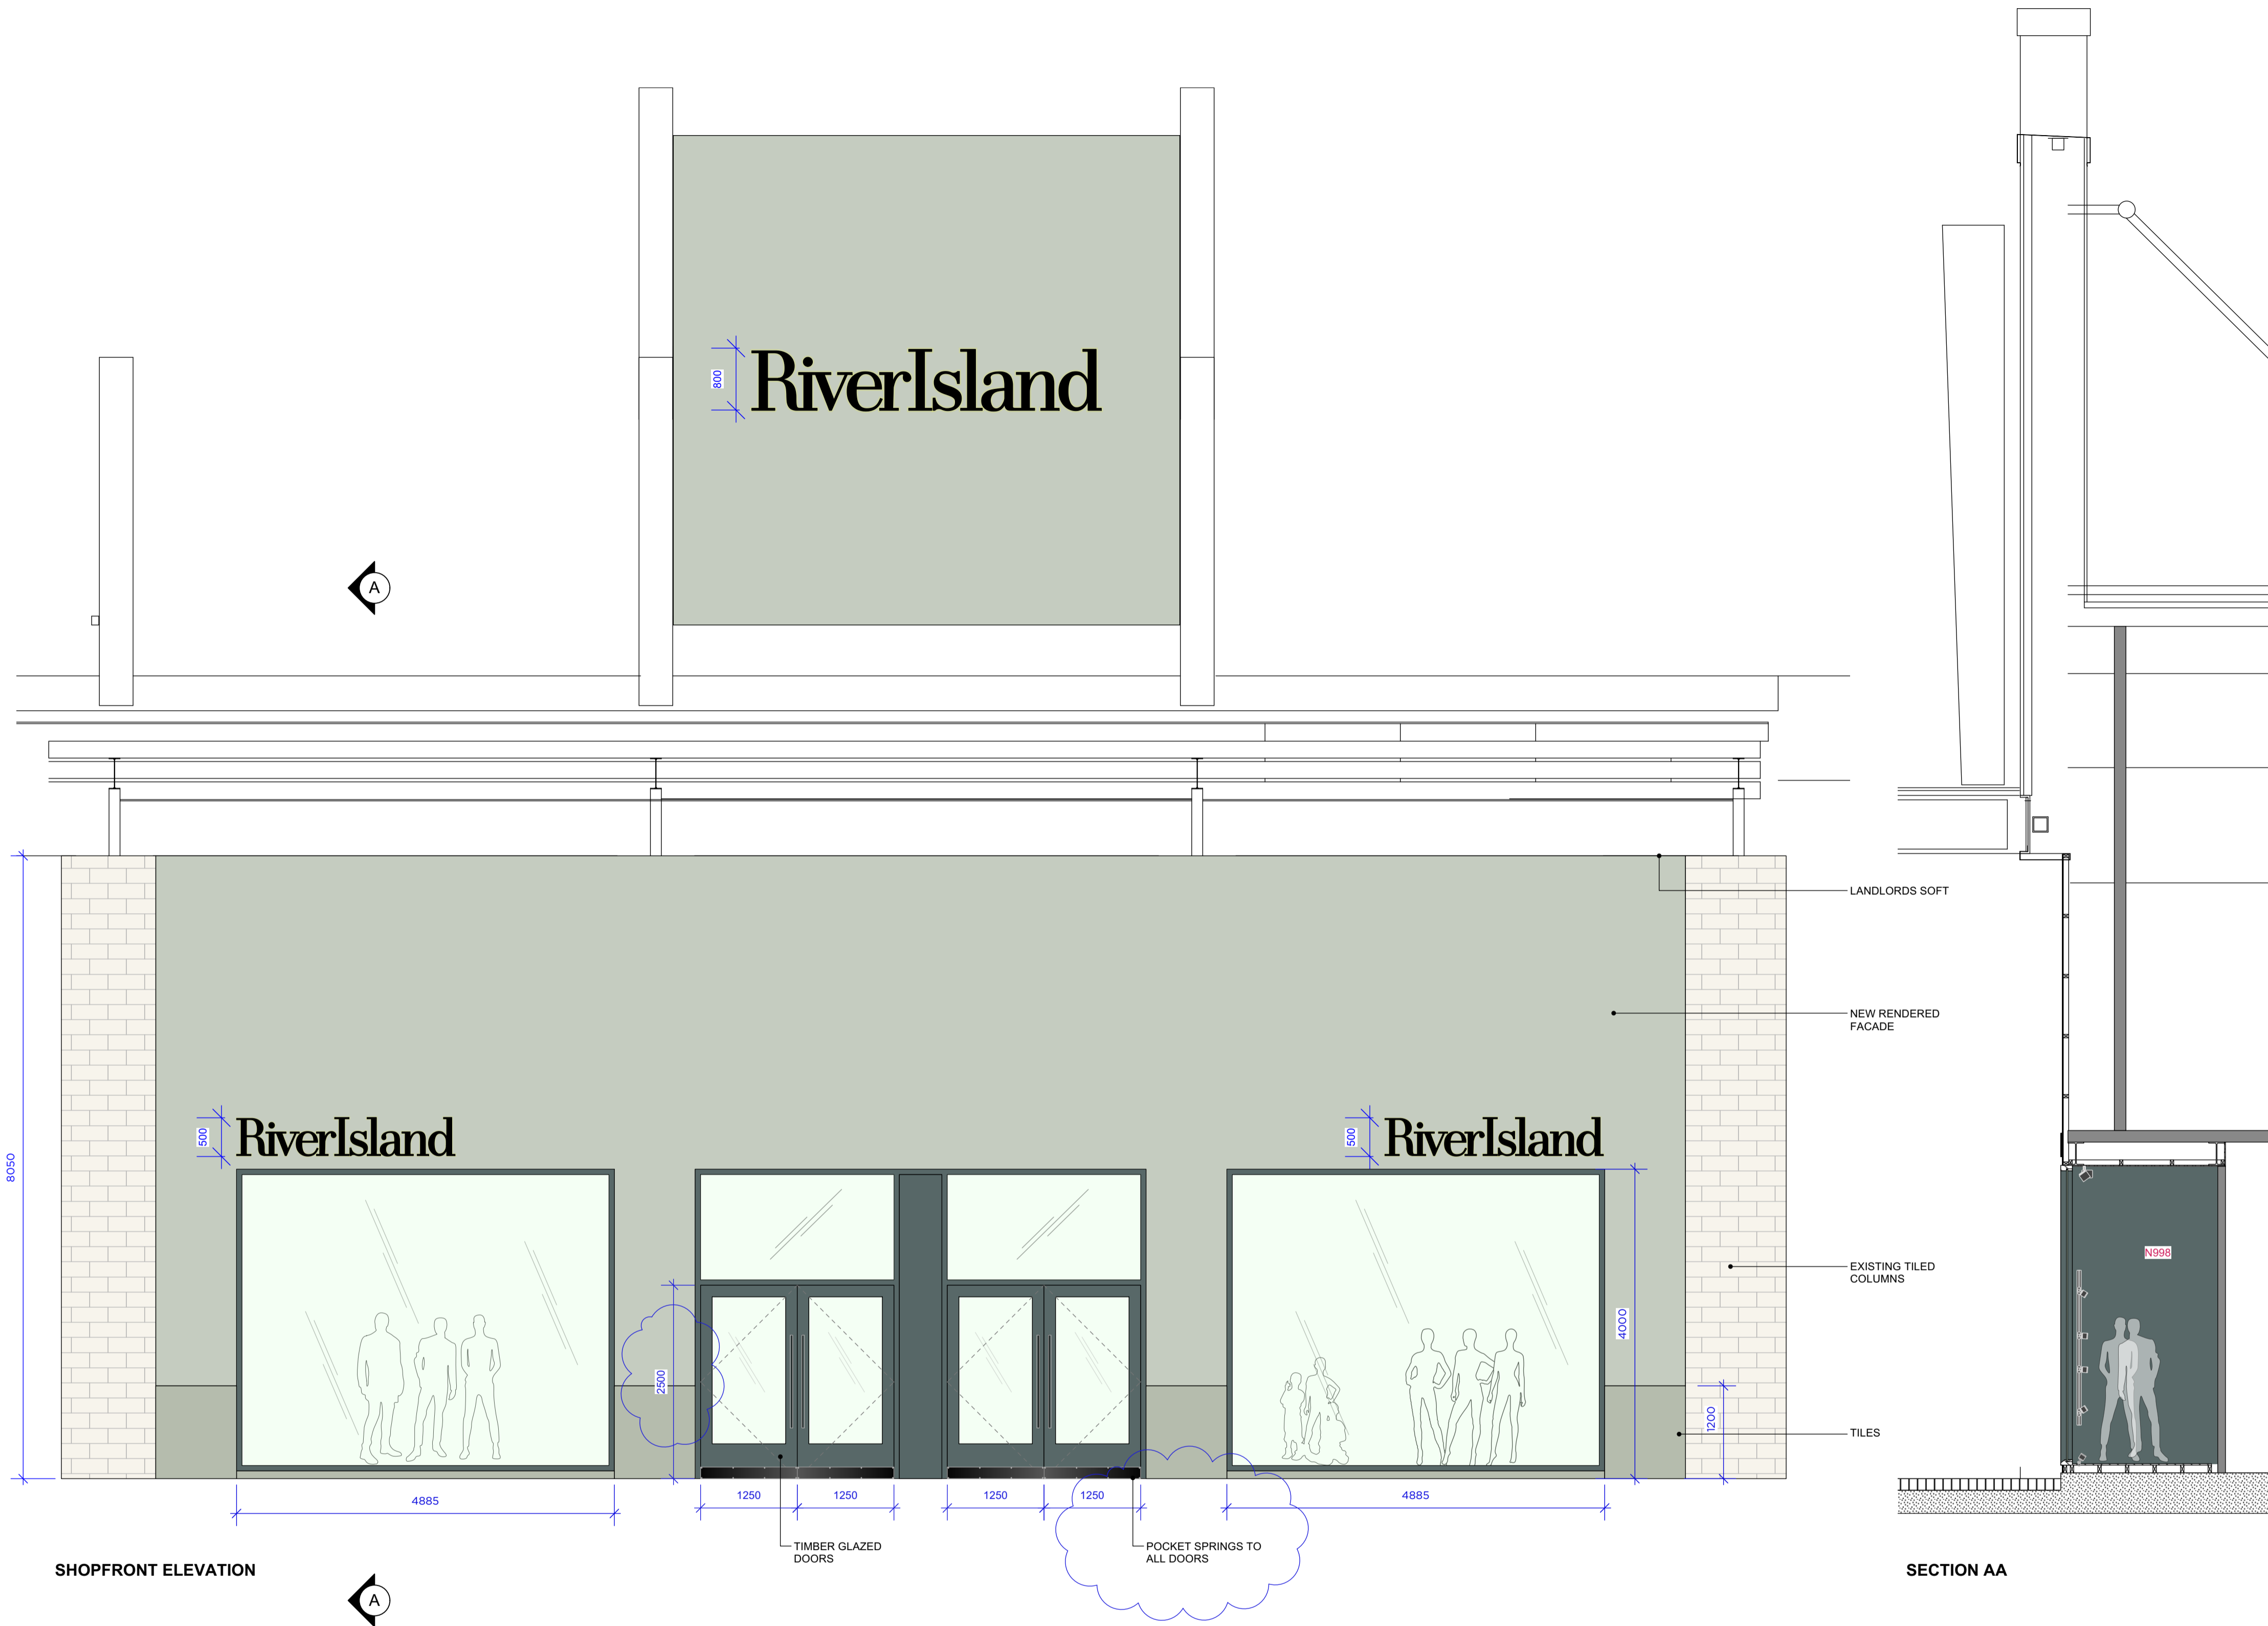 RiverIsland
800
A
LANDLORDS SOFT
NEW RENDERED
FACADE
RiverIsland
500
RiverIsland
500
8050
N998
EXISTING TILED
COLUMNS
4000
2500
1200
TILES
4885
1250
1250
1250
1250
4885
TIMBER GLAZED
DOORS
POCKET SPRINGS TO
ALL DOORS
SHOPFRONT ELEVATION
A
SECTION AA